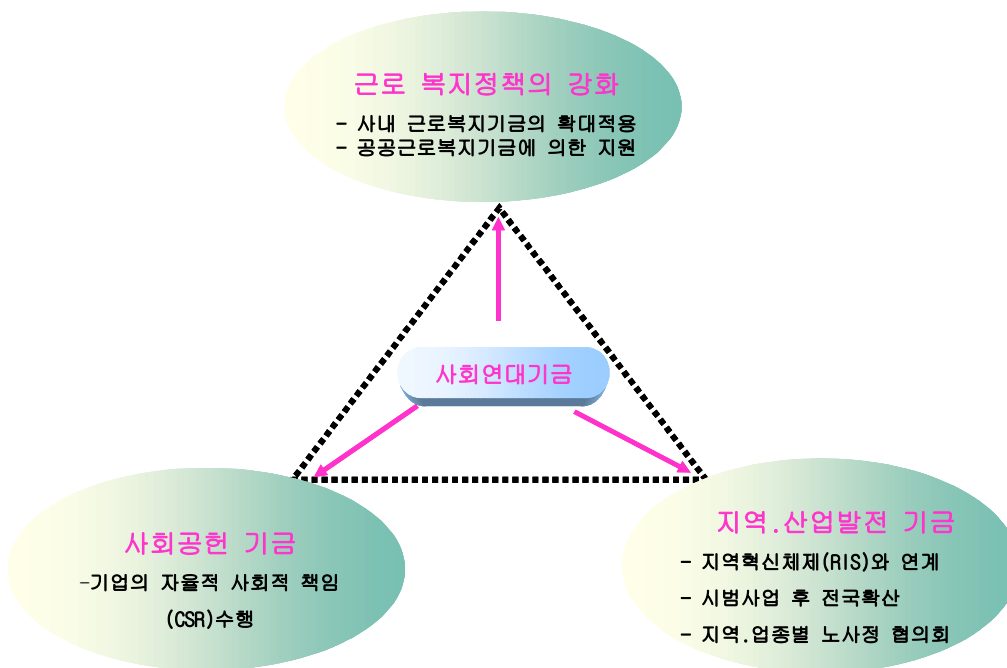 근로 복지정책의 강화
- 사내 근로복지기금의 확대적용
- 공공근로복지기금에 의한 지원
사회연대기금
사회공헌 기금
-기업의 자율적 사회적 책임
(CSR)수행
지역.산업발전 기금
- 지역혁신체제(RIS)와 연계
- 시범사업 후 전국확산
- 지역.업종별 노사정 협의회